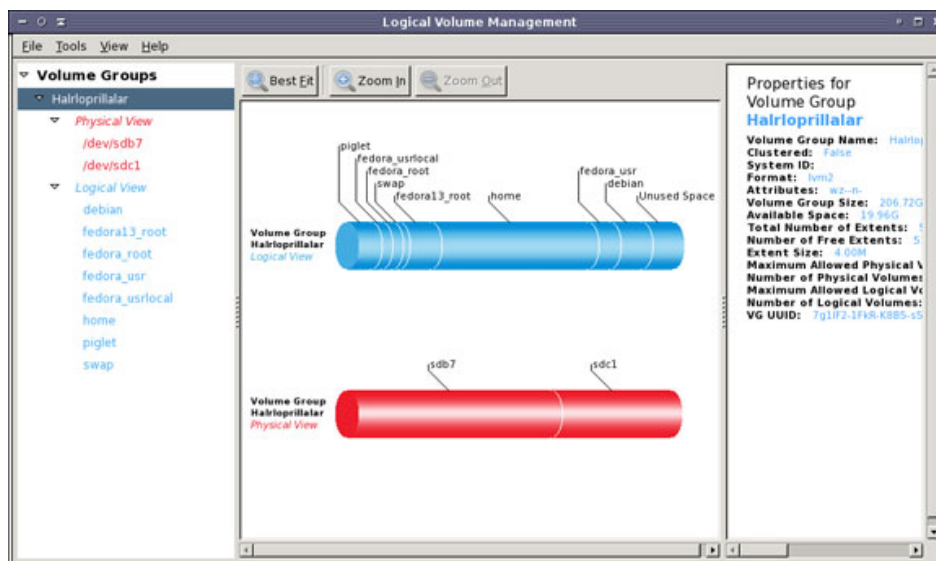 Logical Volume Management
File Tools View Help
Volume Groups
Halrloprillalar
Physical View
/dev/sdb7
/dev/sdc1
Logical View
debian
fedora13_root
fedora_root
fedora_usr
fedora_usrlocal
home
piglet
swap
Best Fit Zoom In Zoom Out
piglet
fedora_usrlocal
fedora_root
swap
fedora13_root
home
fedora_usr
debian
Unused Space
Volume Group
Halrloprillalar
Logical View
sdb7
sdc1
Volume Group
Halrloprillalar
Physical View
Properties for
Volume Group
Halrloprillalar
Volume Group Name:
Clustered: False
System ID:
Format: lvm2
Attributes: wz--n-
Volume Group Size: 206.72G
Available Space: 19.96G
Total Number of Extents:
Number of Free Extents:
Extent Size: 4.00M
Maximum Allowed Physical
Number of Physical
Maximum Allowed Logical
Number of Logical Volumes:
VG UUID: